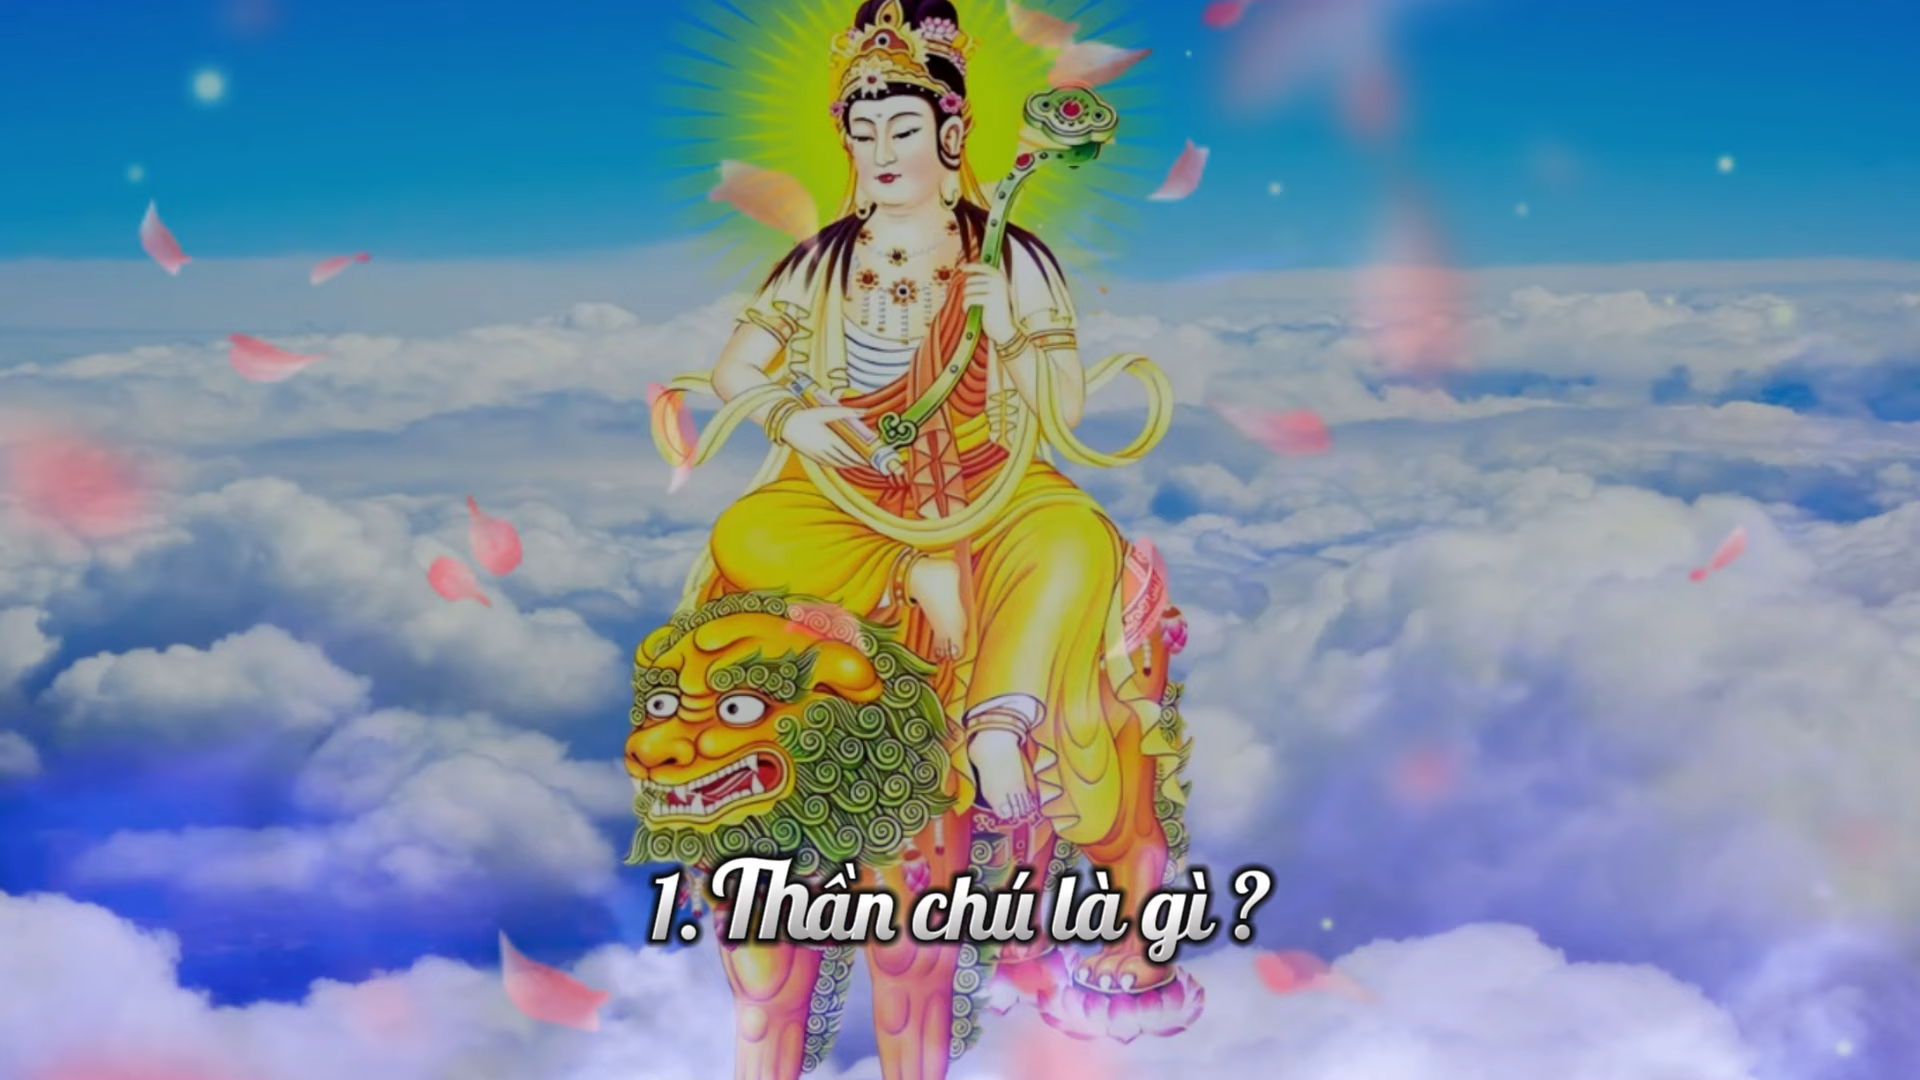 1. Thần chú là gì ?